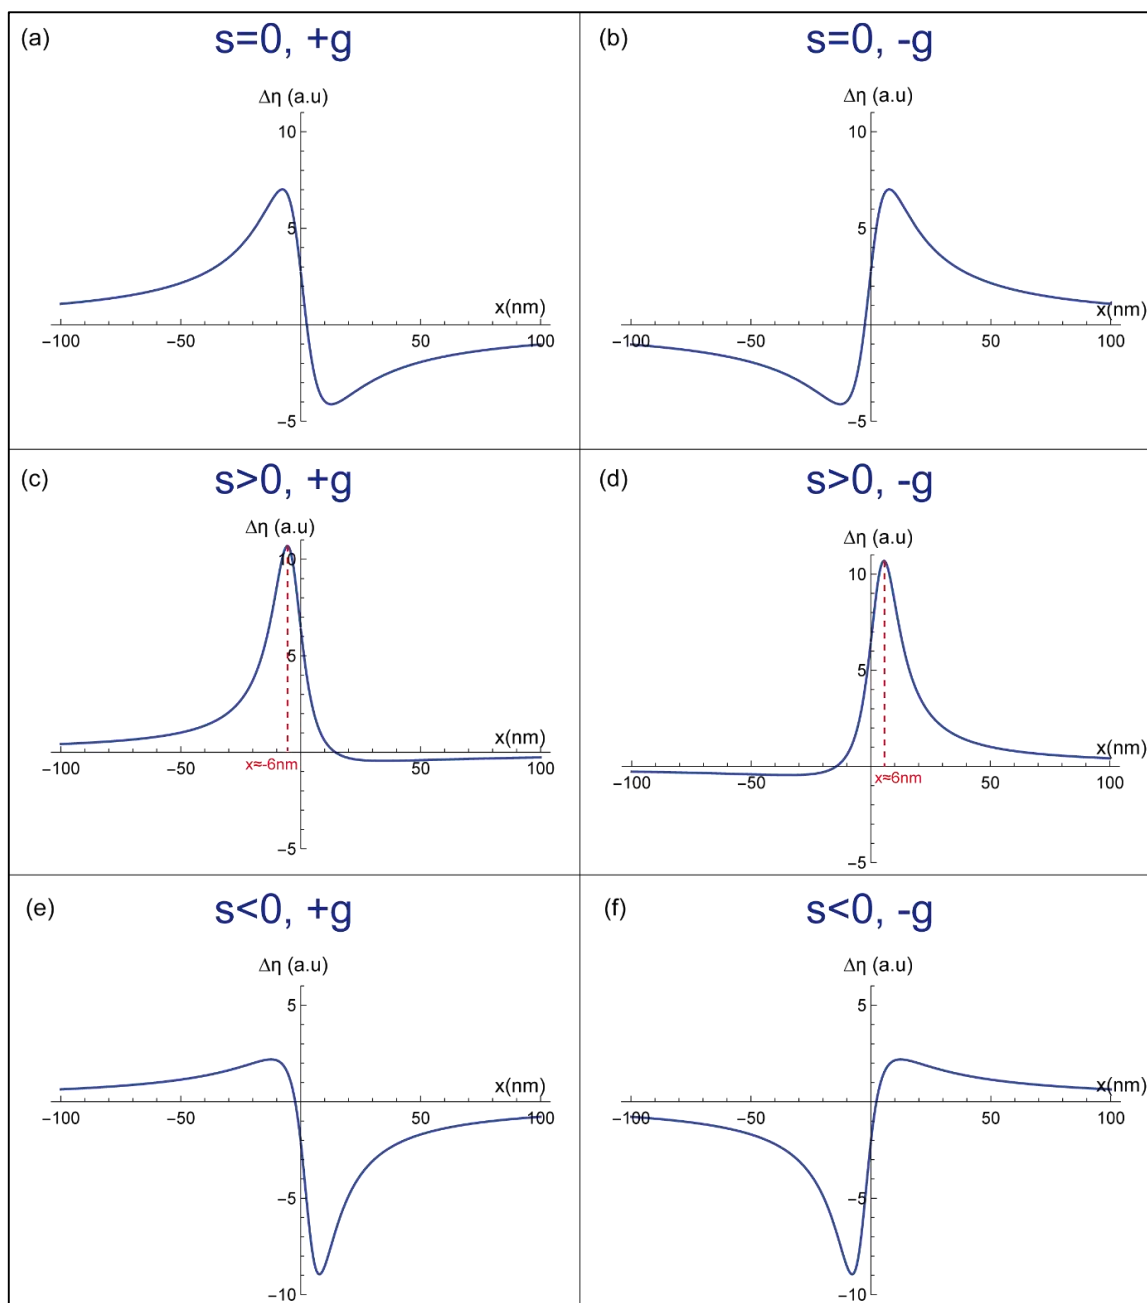 (a)
s=0, +g
Δη (a.u)
10
5
x(nm)
−100
−50
50
100
−5
(b)
s=0, -g
Δη (a.u)
10
5
x(nm)
−100
−50
50
100
−5
(c)
s>0, +g
Δη (a.u)
10
5
x(nm)
−100
−50
x≈-6nm
50
100
−5
(d)
s>0, -g
Δη (a.u)
10
5
x(nm)
−100
−50
x≈6nm
50
100
−5
(e)
s<0, +g
Δη (a.u)
5
x(nm)
−100
−50
50
100
−5
−10
(f)
s<0, -g
Δη (a.u)
5
x(nm)
−100
−50
50
100
−5
−10